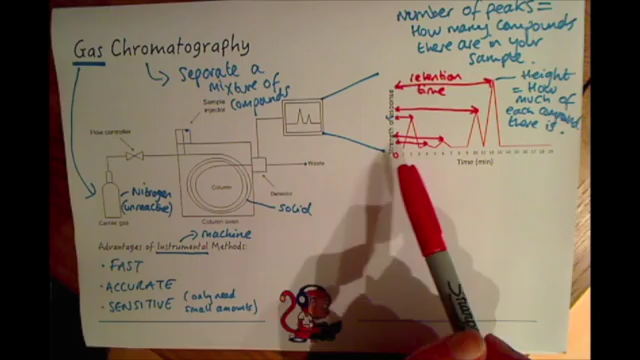 Gas Chromatography
Separate a
mixture of
compounds
Number of peaks =
How many compounds
there are in your
sample.
retention
time
Height
= How
much of
each compound
there is.
Sample
injector
Flow controller
Nitrogen
(unreactive)
Carrier gas
Column
Column oven
Detector
Waste
solid
Time (min)
machine
Advantages of Instrumental Methods:
• FAST
• ACCURATE
• SENSITIVE (only need
small amounts)
Sharpie